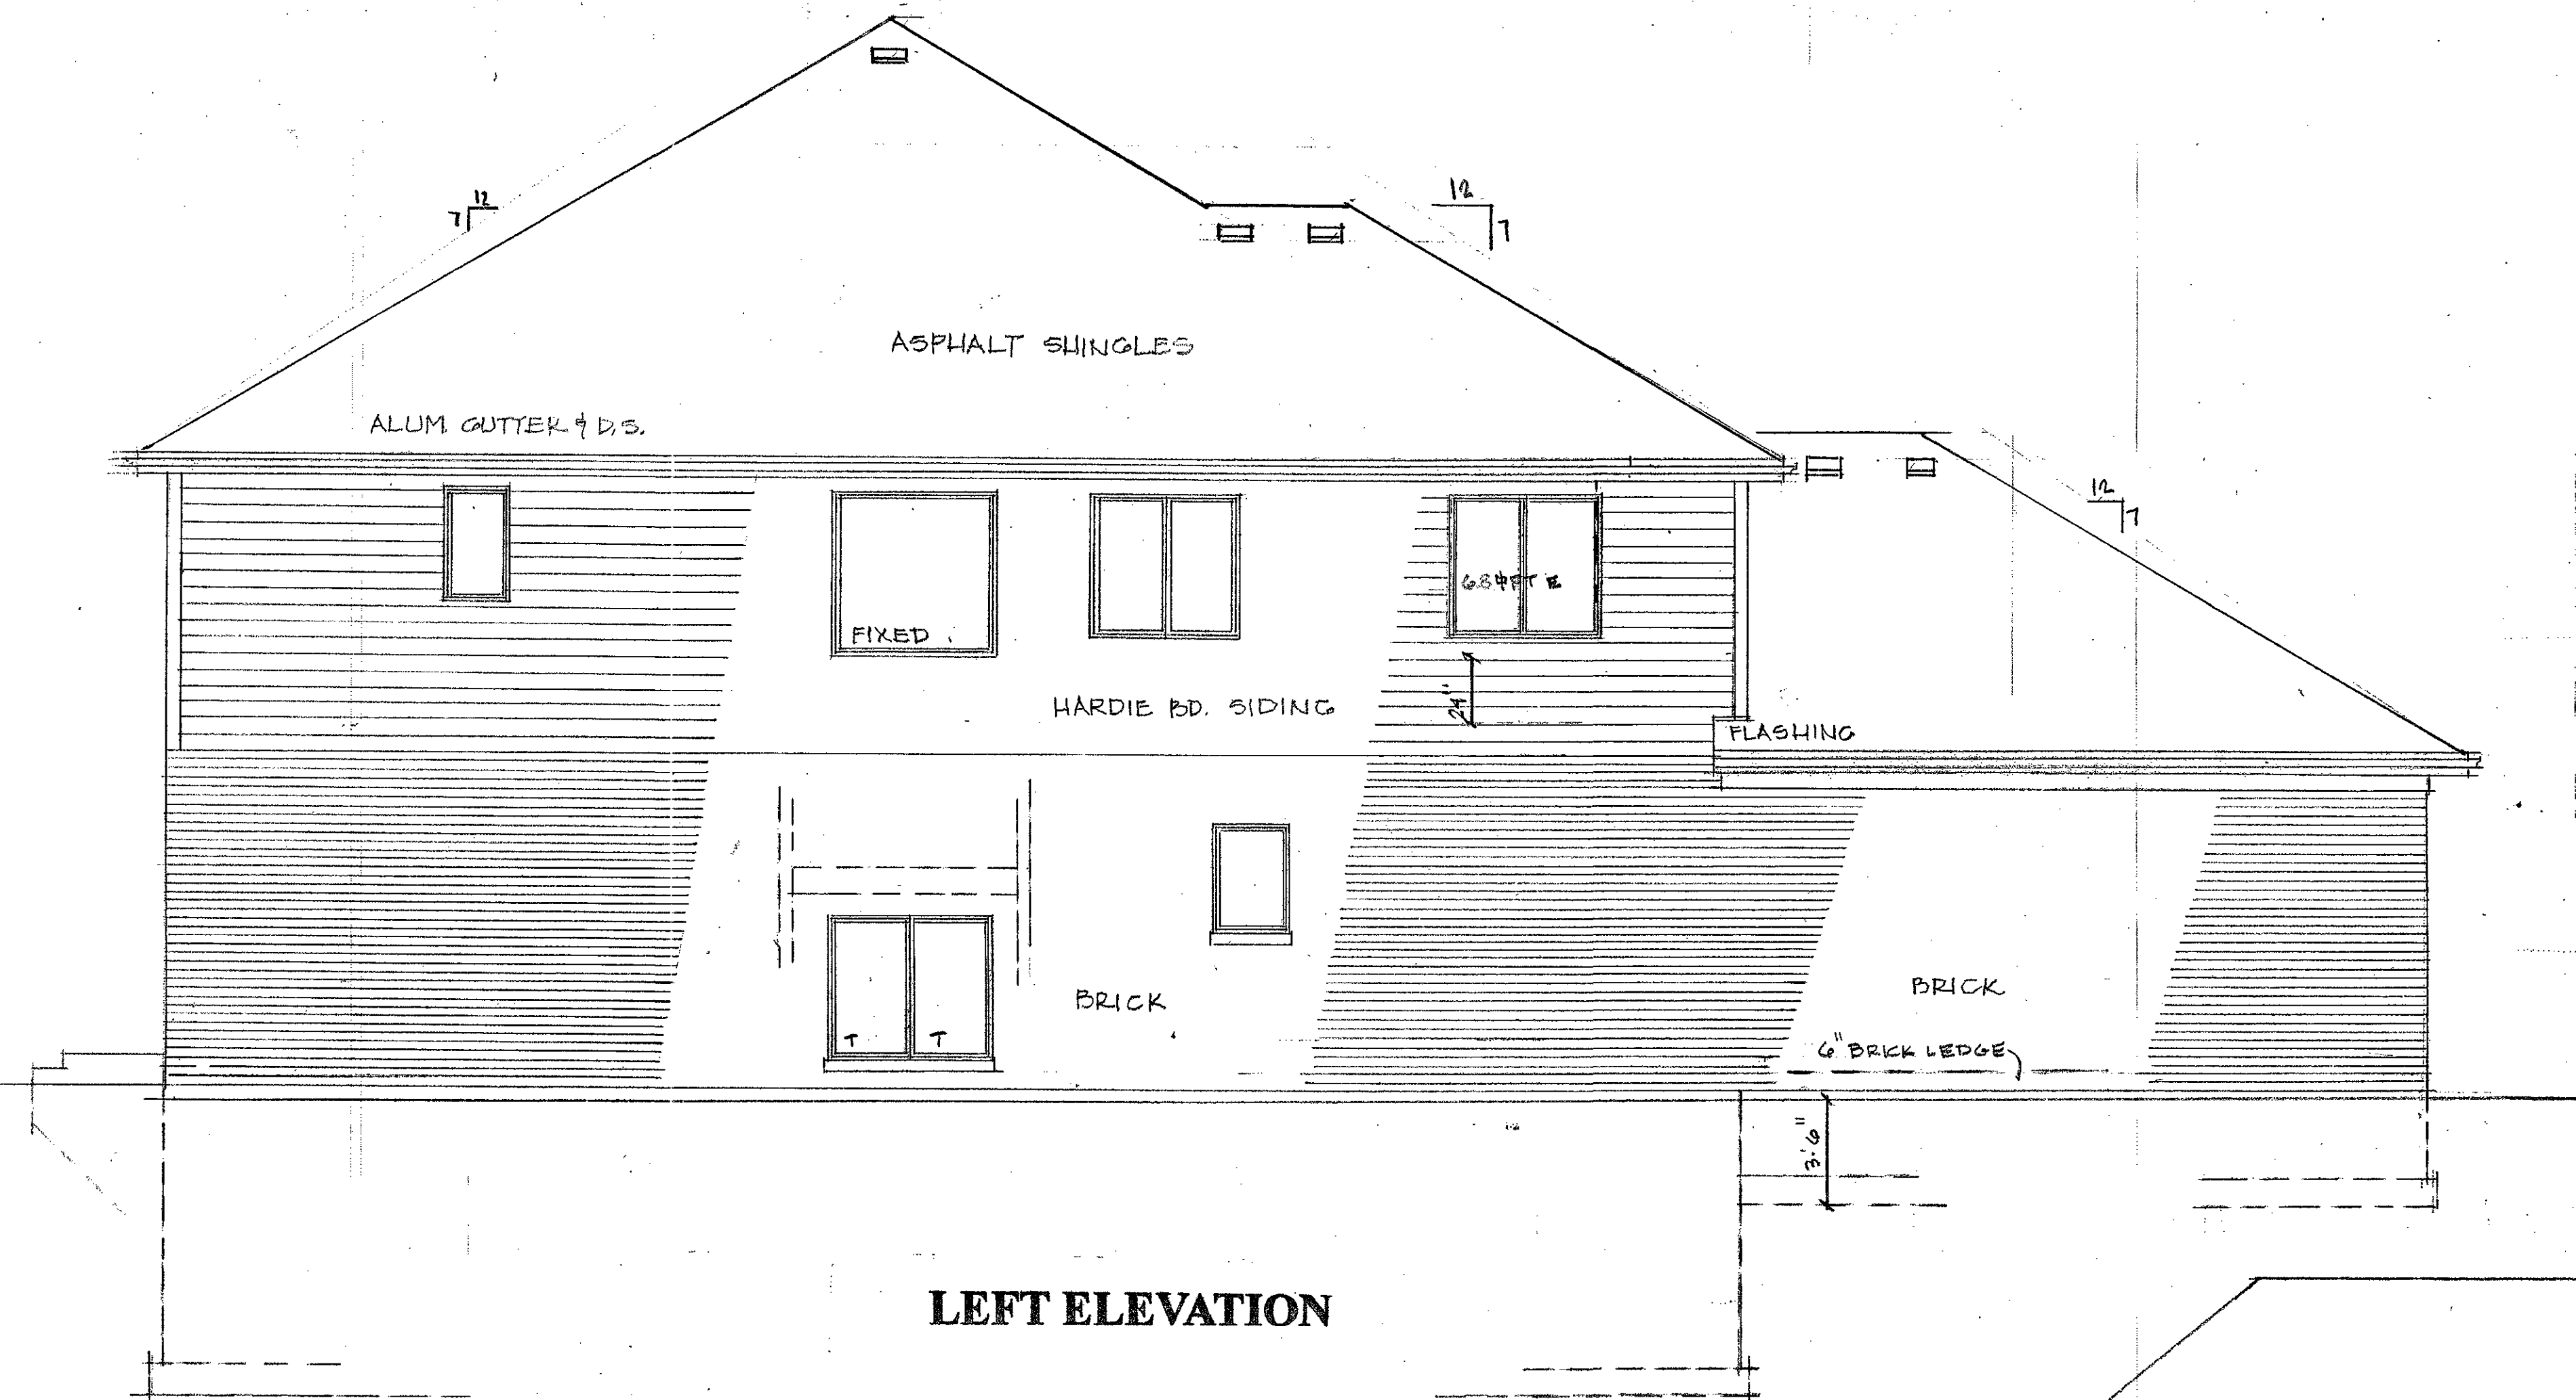 12
7
12
7
ASPHALT SHINGLES
ALUM. GUTTER & D.S.
12
7
FIXED
HARDIE BD. SIDING
24"
FLASHING
BRICK
BRICK
T T
6" BRICK LEDGE
3'-6"
LEFT ELEVATION